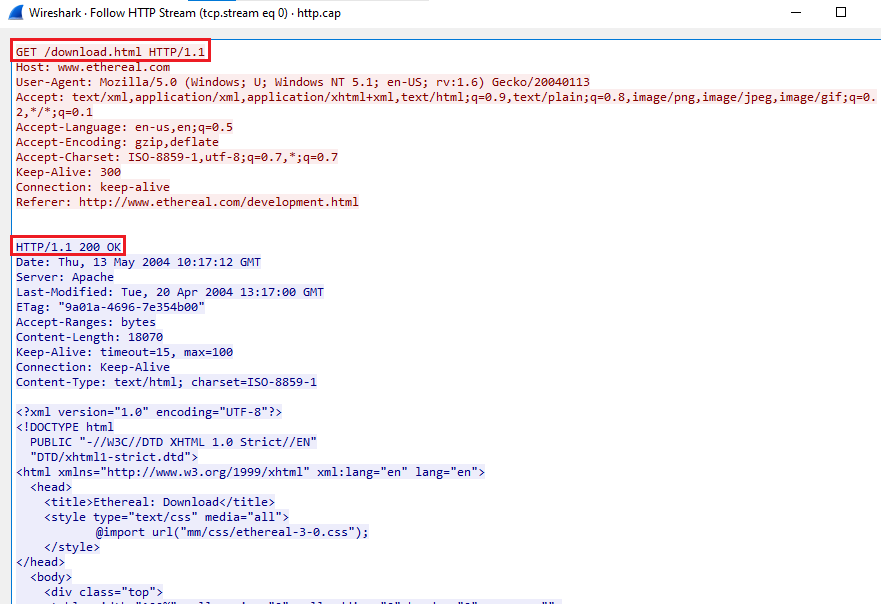 Wireshark · Follow HTTP Stream (tcp.stream eq 0) · http.cap
GET /download.html HTTP/1.1
Host: www.ethereal.com
User-Agent: Mozilla/5.0 (Windows; U; Windows NT 5.1; en-US; rv:1.6) Gecko/20040113
Accept: text/xml,application/xml,application/xhtml+xml,text/html;q=0.9,text/plain;q=0.8,image/png,image/jpeg,image/gif;q=0.
2,*/*;q=0.1
Accept-Language: en-us,en;q=0.5
Accept-Encoding: gzip,deflate
Accept-Charset: ISO-8859-1,utf-8;q=0.7,*;q=0.7
Keep-Alive: 300
Connection: keep-alive
Referer: http://www.ethereal.com/development.html
HTTP/1.1 200 OK
Date: Thu, 13 May 2004 10:17:12 GMT
Server: Apache
Last-Modified: Tue, 20 Apr 2004 13:17:00 GMT
ETag: "9a01a-4696-7e354b00"
Accept-Ranges: bytes
Content-Length: 18070
Keep-Alive: timeout=15, max=100
Connection: Keep-Alive
Content-Type: text/html; charset=ISO-8859-1
<?xml version="1.0" encoding="UTF-8"?>
<!DOCTYPE html
PUBLIC "-//W3C//DTD XHTML 1.0 Strict//EN"
"DTD/xhtml1-strict.dtd">
<html xmlns="http://www.w3.org/1999/xhtml" xml:lang="en" lang="en">
<head>
<title>Ethereal: Download</title>
<style type="text/css" media="all">
@import url("mm/css/ethereal-3-0.css");
</style>
</head>
<body>
<div class="top">